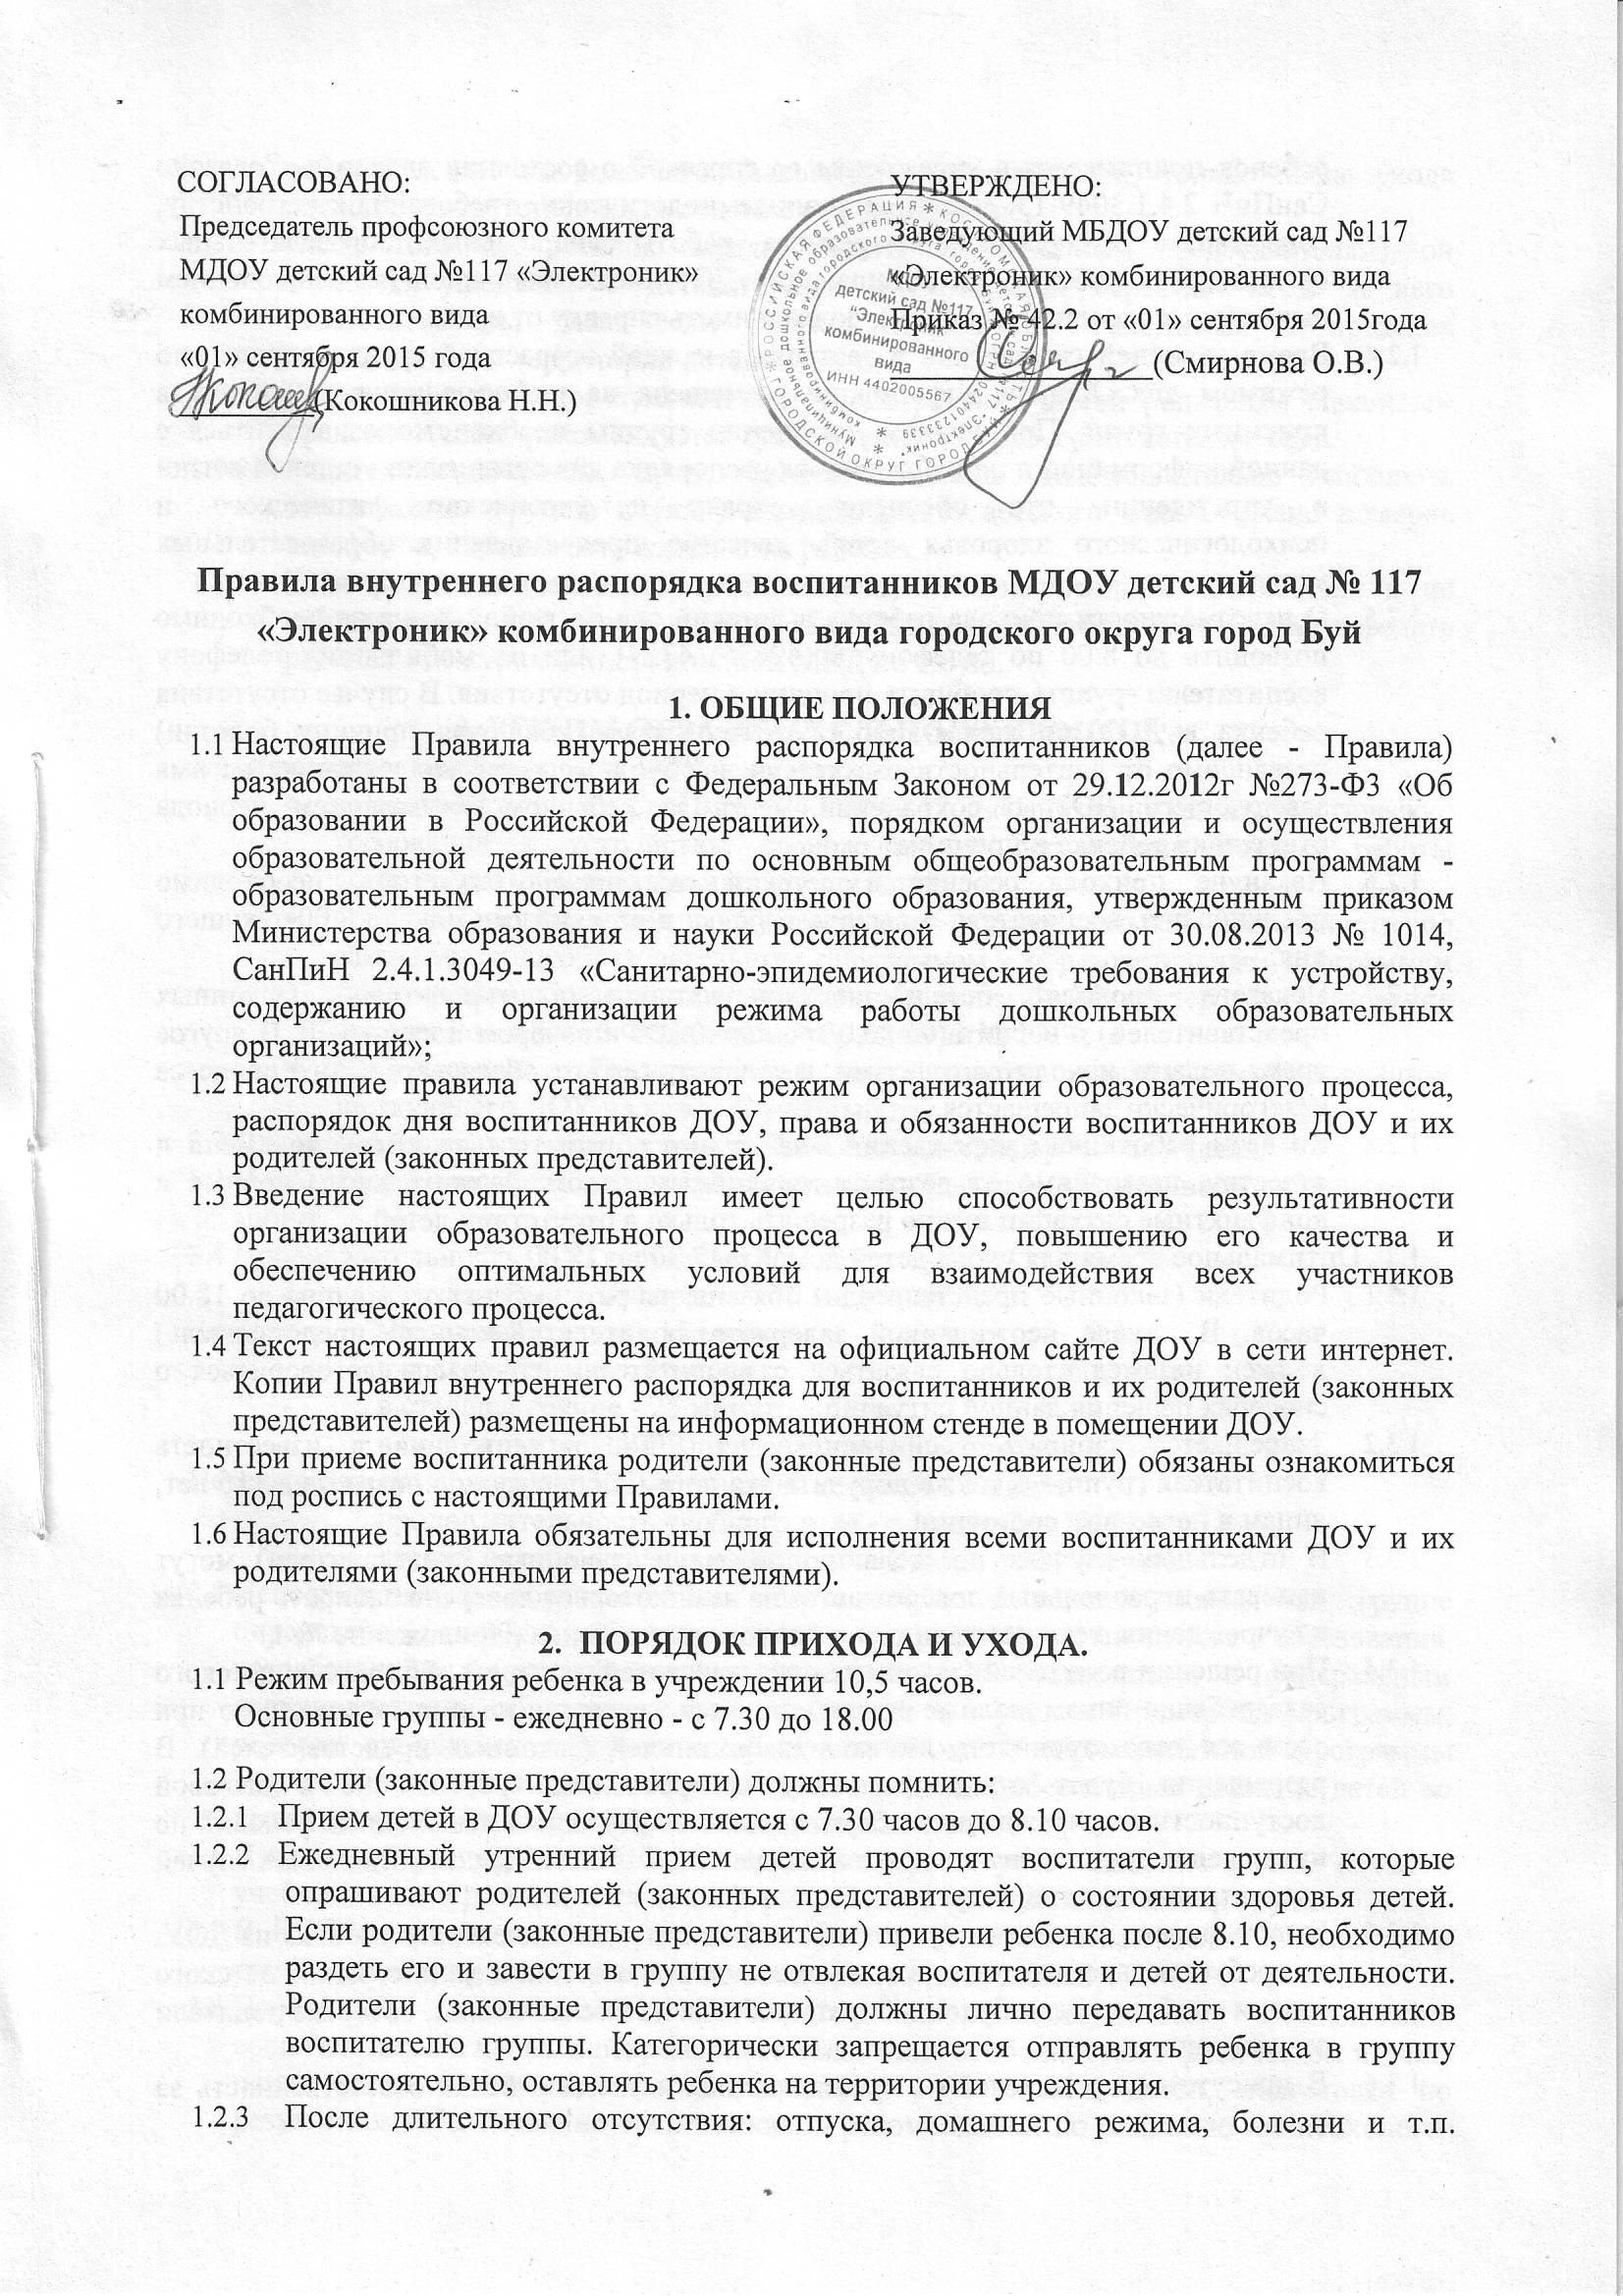 СОГЛАСОВАНО:
Председатель профсоюзного комитета
МДОУ детский сад №117 «Электроник»
комбинированного вида
«01» сентября 2015 года
(Кокошникова Н.Н.)
УТВЕРЖДЕНО:
Заведующий МБДОУ детский сад №117
«Электроник» комбинированного вида
Приказ № 42.2 от «01» сентября 2015года
(Смирнова О.В.)
РОССИЙСКАЯ ФЕДЕРАЦИЯ * КОСТРОМСКАЯ ОБЛАСТЬ * ГОРОДСКОЙ ОКРУГ ГОРОД БУЙ *
МДОУ
детский сад №117
"Электроник"
комбинированного
вида
ИНН 4402005567
Правила внутреннего распорядка воспитанников МДОУ детский сад № 117
«Электроник» комбинированного вида городского округа город Буй
1. ОБЩИЕ ПОЛОЖЕНИЯ
1.1 Настоящие Правила внутреннего распорядка воспитанников (далее - Правила)
разработаны в соответствии с Федеральным Законом от 29.12.2012г №273-ФЗ «Об
образовании в Российской Федерации», порядком организации и осуществления
образовательной деятельности по основным общеобразовательным программам -
образовательным программам дошкольного образования, утвержденным приказом
Министерства образования и науки Российской Федерации от 30.08.2013 № 1014,
СанПиН 2.4.1.3049-13 «Санитарно-эпидемиологические требования к устройству,
содержанию и организации режима работы дошкольных образовательных
организаций»;
1.2 Настоящие правила устанавливают режим организации образовательного процесса,
распорядок дня воспитанников ДОУ, права и обязанности воспитанников ДОУ и их
родителей (законных представителей).
1.3 Введение настоящих Правил имеет целью способствовать результативности
организации образовательного процесса в ДОУ, повышению его качества и
обеспечению оптимальных условий для взаимодействия всех участников
педагогического процесса.
1.4 Текст настоящих правил размещается на официальном сайте ДОУ в сети интернет.
Копии Правил внутреннего распорядка для воспитанников и их родителей (законных
представителей) размещены на информационном стенде в помещении ДОУ.
1.5 При приеме воспитанника родители (законные представители) обязаны ознакомиться
под роспись с настоящими Правилами.
1.6 Настоящие Правила обязательны для исполнения всеми воспитанниками ДОУ и их
родителями (законными представителями).
2. ПОРЯДОК ПРИХОДА И УХОДА.
1.1 Режим пребывания ребенка в учреждении 10,5 часов.
Основные группы - ежедневно - с 7.30 до 18.00
1.2 Родители (законные представители) должны помнить:
1.2.1 Прием детей в ДОУ осуществляется с 7.30 часов до 8.10 часов.
1.2.2 Ежедневный утренний прием детей проводят воспитатели групп, которые
опрашивают родителей (законных представителей) о состоянии здоровья детей.
Если родители (законные представители) привели ребенка после 8.10, необходимо
раздеть его и завести в группу не отвлекая воспитателя и детей от деятельности.
Родители (законные представители) должны лично передавать воспитанников
воспитателю группы. Категорически запрещается отправлять ребенка в группу
самостоятельно, оставлять ребенка на территории учреждения.
1.2.3 После длительного отсутствия: отпуска, домашнего режима, болезни и т.п.